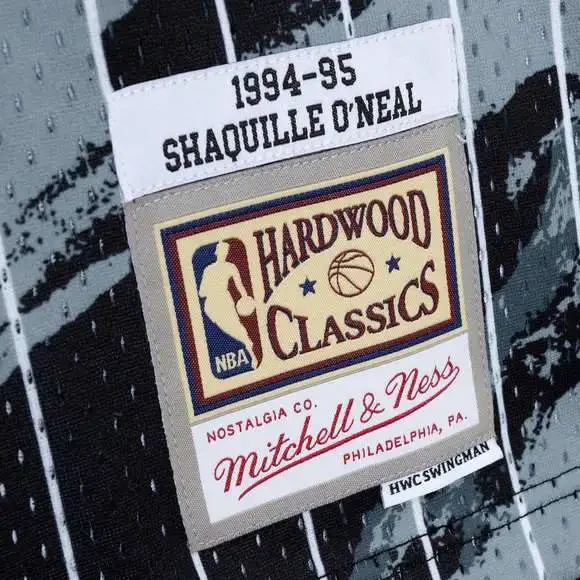 1994-95
SHAQUILLE O'NEAL
HARDWOOD
CLASSICS
NBA
NOSTALGIA CO.
Mitchell & Ness
PHILADELPHIA, PA.
HWC SWINGMAN